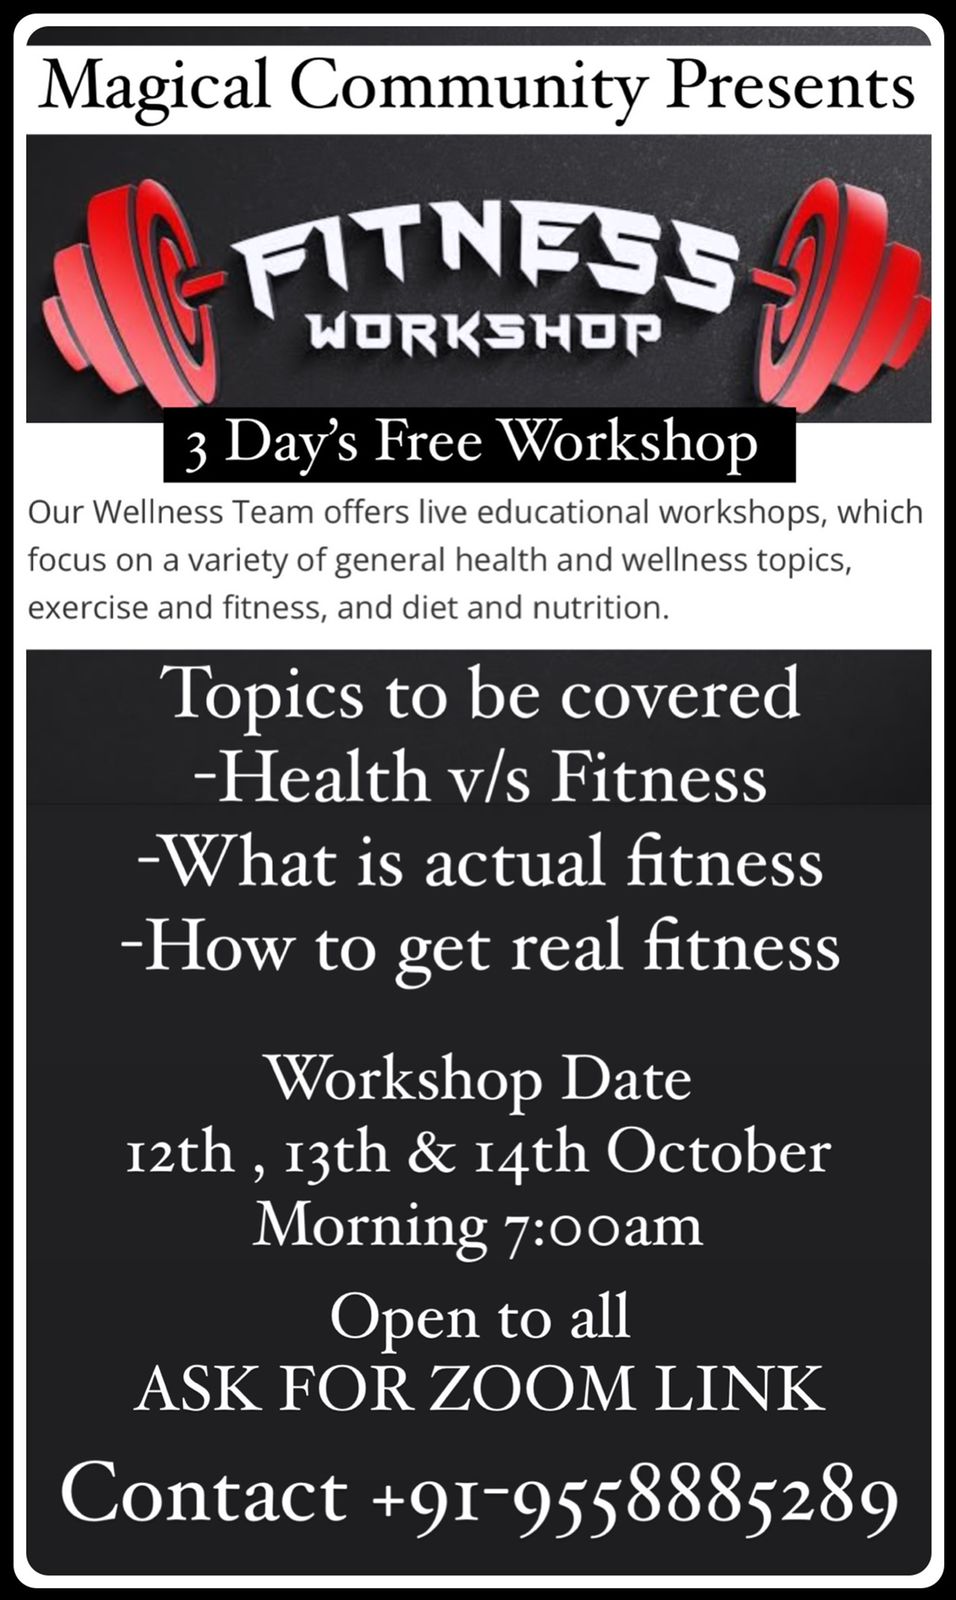 Magical Community Presents
FITNESS
WORKSHOP
3 Day’s Free Workshop
Our Wellness Team offers live educational workshops, which
focus on a variety of general health and wellness topics,
exercise and fitness, and diet and nutrition.
Topics to be covered
-Health v/s Fitness
-What is actual fitness
-How to get real fitness
Workshop Date
12th , 13th & 14th October
Morning 7:00am
Open to all
ASK FOR ZOOM LINK
Contact +91-9558885289